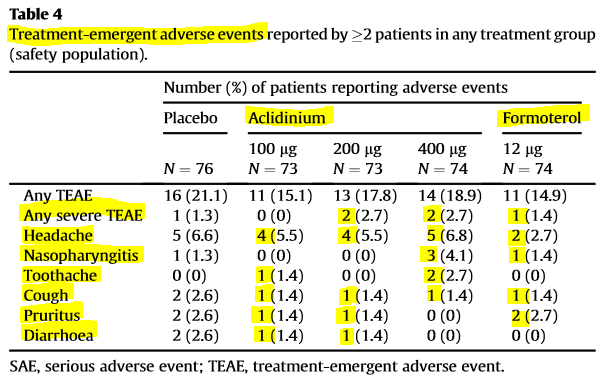 Table 4
Treatment-emergent adverse events reported by ≥2 patients in any treatment group
(safety population).
Number (%) of patients reporting adverse events
Placebo Aclidinium Formoterol
100 μg 200 μg 400 μg 12 μg
N = 76 N = 73 N = 73 N = 74 N = 74
Any TEAE 16 (21.1) 11 (15.1) 13 (17.8) 14 (18.9) 11 (14.9)
Any severe TEAE 1 (1.3) 0 (0) 2 (2.7) 2 (2.7) 1 (1.4)
Headache 5 (6.6) 4 (5.5) 4 (5.5) 5 (6.8) 2 (2.7)
Nasopharyngitis 1 (1.3) 0 (0) 0 (0) 3 (4.1) 1 (1.4)
Toothache 0 (0) 1 (1.4) 0 (0) 2 (2.7) 0 (0)
Cough 2 (2.6) 1 (1.4) 1 (1.4) 1 (1.4) 1 (1.4)
Pruritus 2 (2.6) 1 (1.4) 1 (1.4) 0 (0) 2 (2.7)
Diarrhoea 2 (2.6) 1 (1.4) 1 (1.4) 0 (0) 0 (0)
SAE, serious adverse event; TEAE, treatment-emergent adverse event.